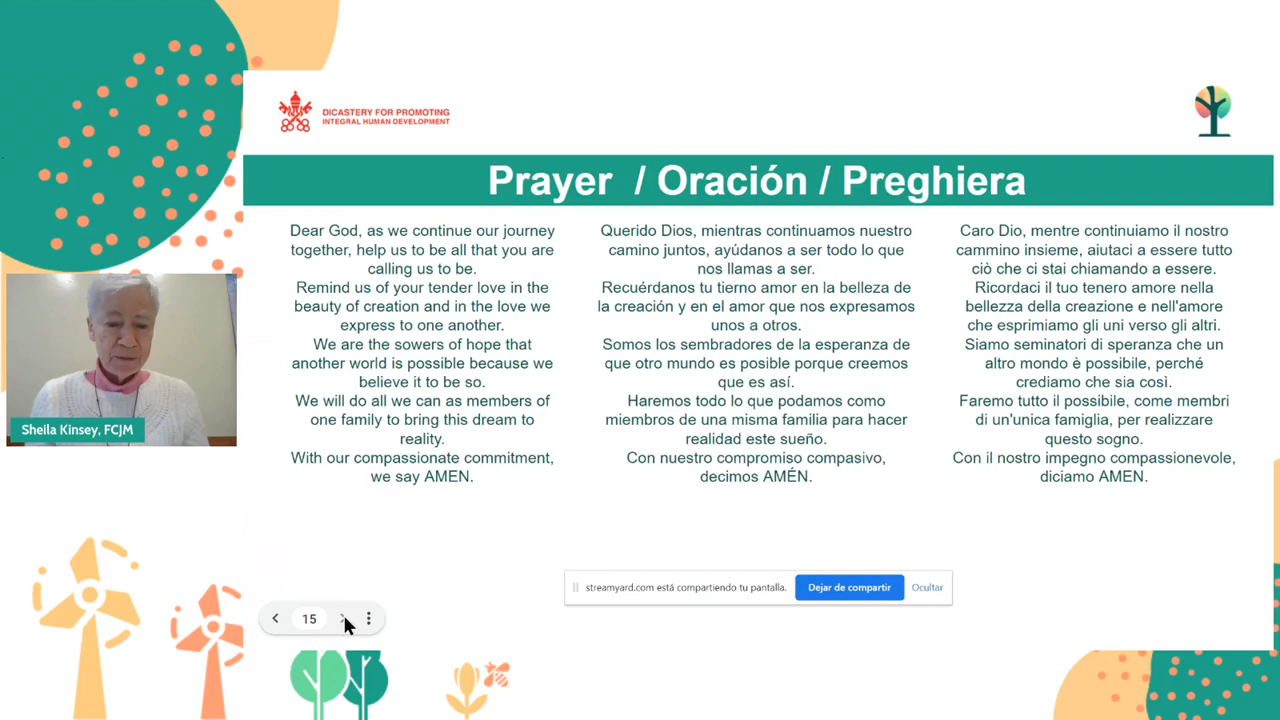 DICASTERY FOR PROMOTING
INTEGRAL HUMAN DEVELOPMENT
Prayer / Oración / Preghiera
Dear God, as we continue our journey
together, help us to be all that you are
calling us to be.
Remind us of your tender love in the
beauty of creation and in the love we
express to one another.
We are the sowers of hope that
another world is possible because we
believe it to be so.
We will do all we can as members of
one family to bring this dream to
reality.
With our compassionate commitment,
we say AMEN.
Querido Dios, mientras continuamos nuestro
camino juntos, ayúdanos a ser todo lo que
nos llamas a ser.
Recuérdanos tu tierno amor en la belleza de
la creación y en el amor que nos expresamos
unos a otros.
Somos los sembradores de la esperanza de
que otro mundo es posible porque creemos
que es así.
Haremos todo lo que podamos como
miembros de una misma familia para hacer
realidad este sueño.
Con nuestro compromiso compasivo,
decimos AMÉN.
Caro Dio, mentre continuiamo il nostro
cammino insieme, aiutaci a essere tutto
ciò che ci stai chiamando a essere.
Ricordaci il tuo tenero amore nella
bellezza della creazione e nell'amore
che esprimiamo gli uni verso gli altri.
Siamo seminatori di speranza che un
altro mondo è possibile, perché
crediamo che sia così.
Faremo tutto il possibile, come membri
di un'unica famiglia, per realizzare
questo sogno.
Con il nostro impegno compassionevole,
diciamo AMEN.
Sheila Kinsey, FCJM
streamyard.com está compartiendo tu pantalla.
Dejar de compartir
Ocultar
15